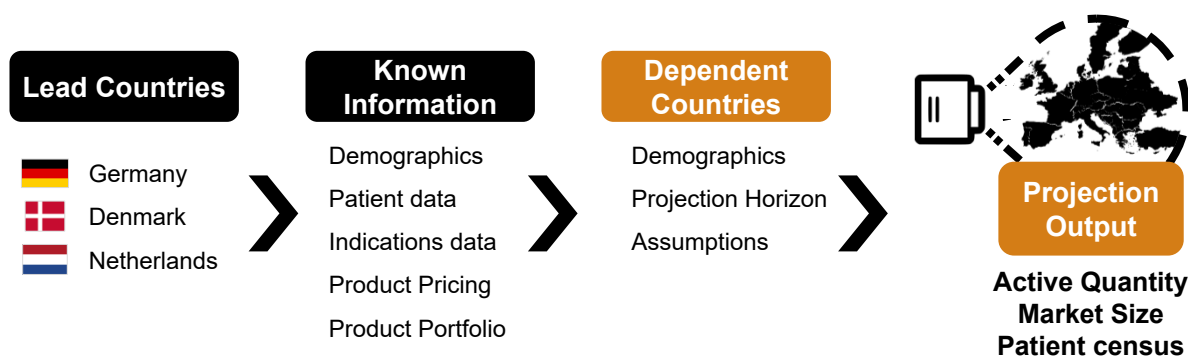 Lead Countries
Germany
Denmark
Netherlands
Known
Information
Demographics
Patient data
Indications data
Product Pricing
Product Portfolio
Dependent
Countries
Demographics
Projection Horizon
Assumptions
Projection
Output
Active Quantity
Market Size
Patient census